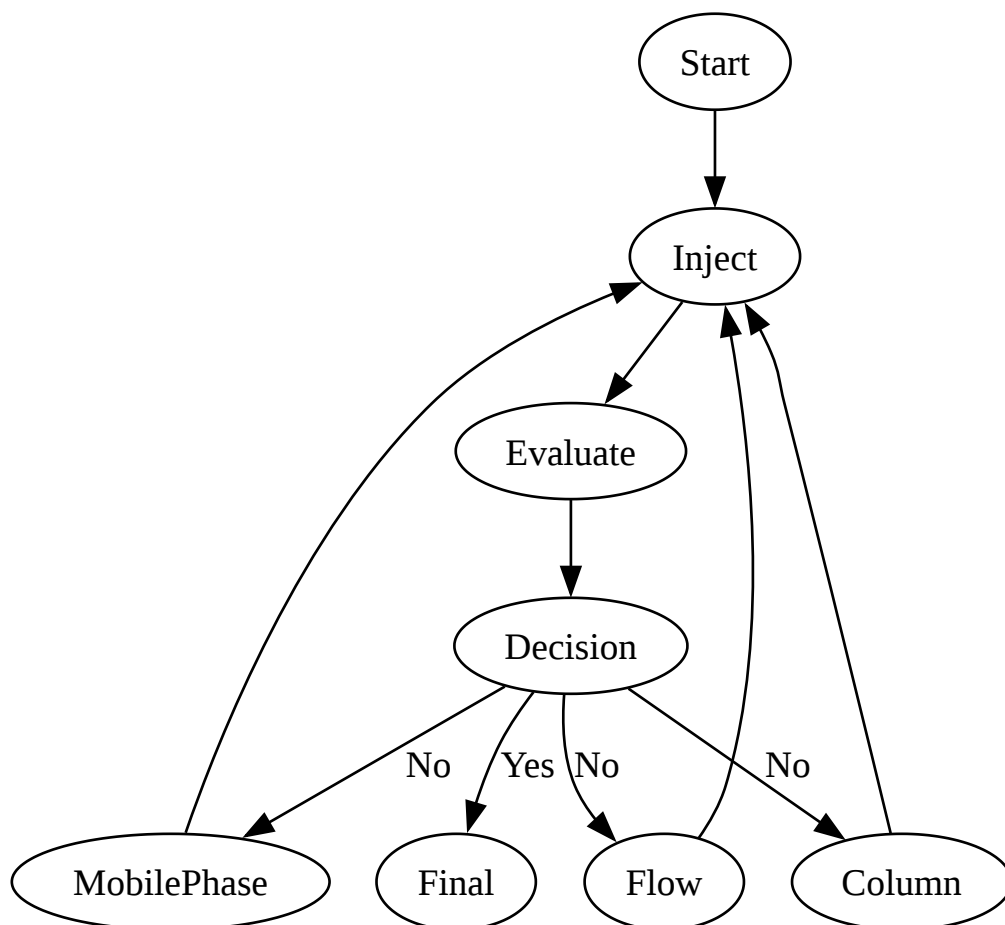 Start
Inject
Evaluate
Decision
No
Yes
No
No
MobilePhase
Final
Flow
Column